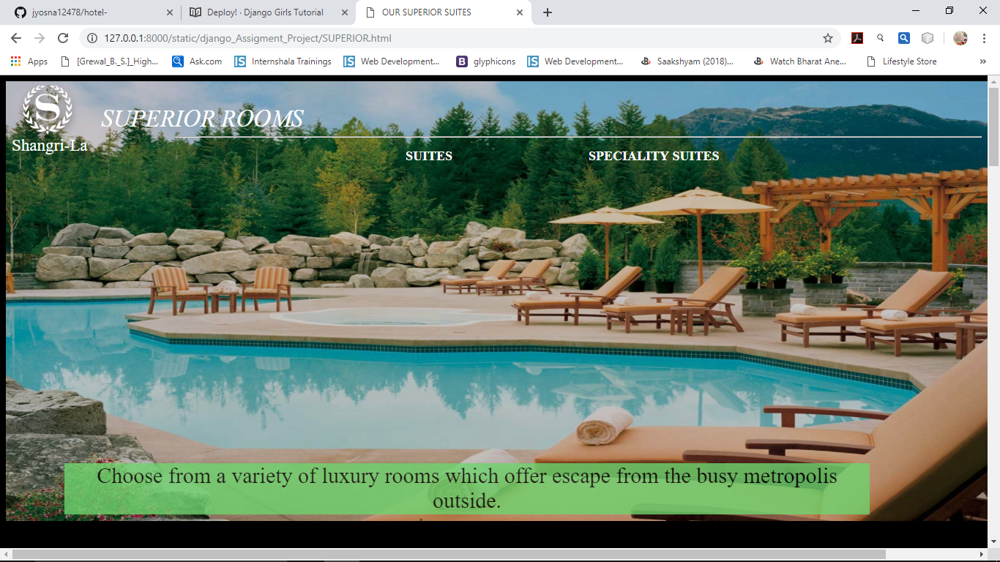 jyosna12478/hotel-
Deploy! · Django Girls Tutorial
OUR SUPERIOR SUITES
127.0.0.1:8000/static/django_Assigment_Project/SUPERIOR.html
Apps
[Grewal_B._S.]_High...
Ask.com
IS Internshala Trainings
IS Web Development...
B glyphicons
IS Web Development...
Saakshyam (2018)...
Watch Bharat Ane...
Lifestyle Store
»
S
SUPERIOR ROOMS
Shangri-La
SUITES
SPECIALITY SUITES
Choose from a variety of luxury rooms which offer escape from the busy metropolis
outside.